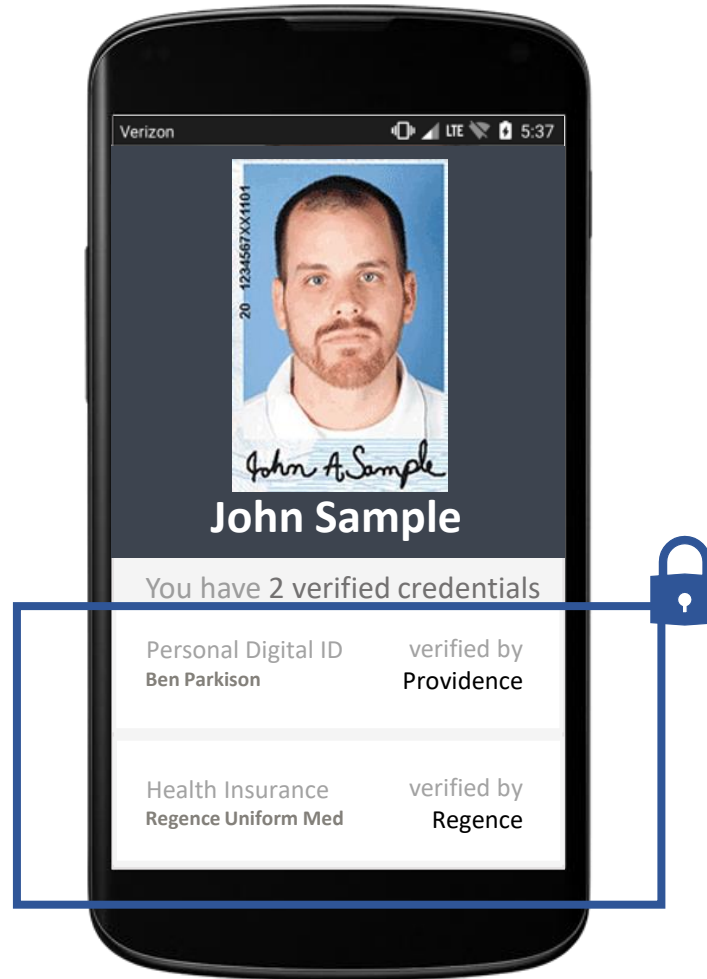 Verizon LTE 5:37
20 1234567XX1101
John A Sample
John Sample
You have 2 verified credentials
Personal Digital ID verified by
Ben Parkison Providence
Health Insurance verified by
Regence Uniform Med Regence